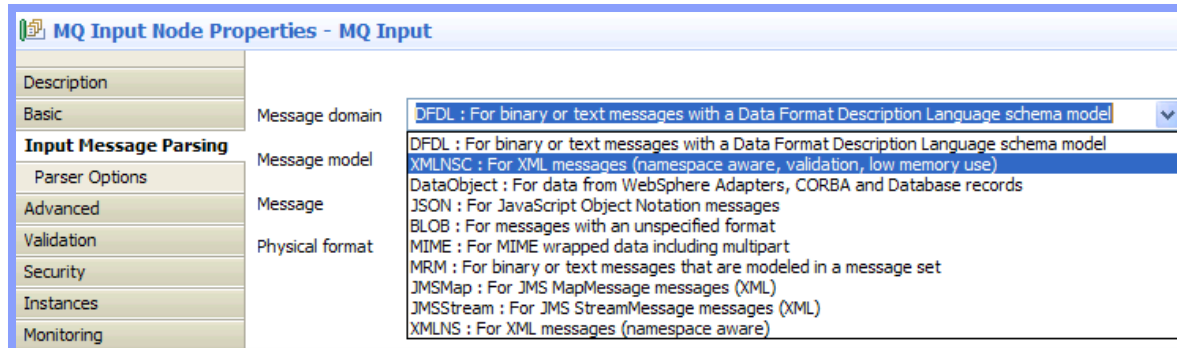 MQ Input Node Properties - MQ Input
Description
Basic
Input Message Parsing
Parser Options
Advanced
Validation
Security
Instances
Monitoring
Message domain
DFDL : For binary or text messages with a Data Format Description Language schema model
Message model
Message
Physical format
DFDL : For binary or text messages with a Data Format Description Language schema model
XMLNSC : For XML messages (namespace aware, validation, low memory use)
DataObject : For data from WebSphere Adapters, CORBA and Database records
JSON : For JavaScript Object Notation messages
BLOB : For messages with an unspecified format
MIME : For MIME wrapped data including multipart
MRM : For binary or text messages that are modeled in a message set
JMSMap : For JMS MapMessage messages (XML)
JMSStream : For JMS StreamMessage messages (XML)
XMLNS : For XML messages (namespace aware)